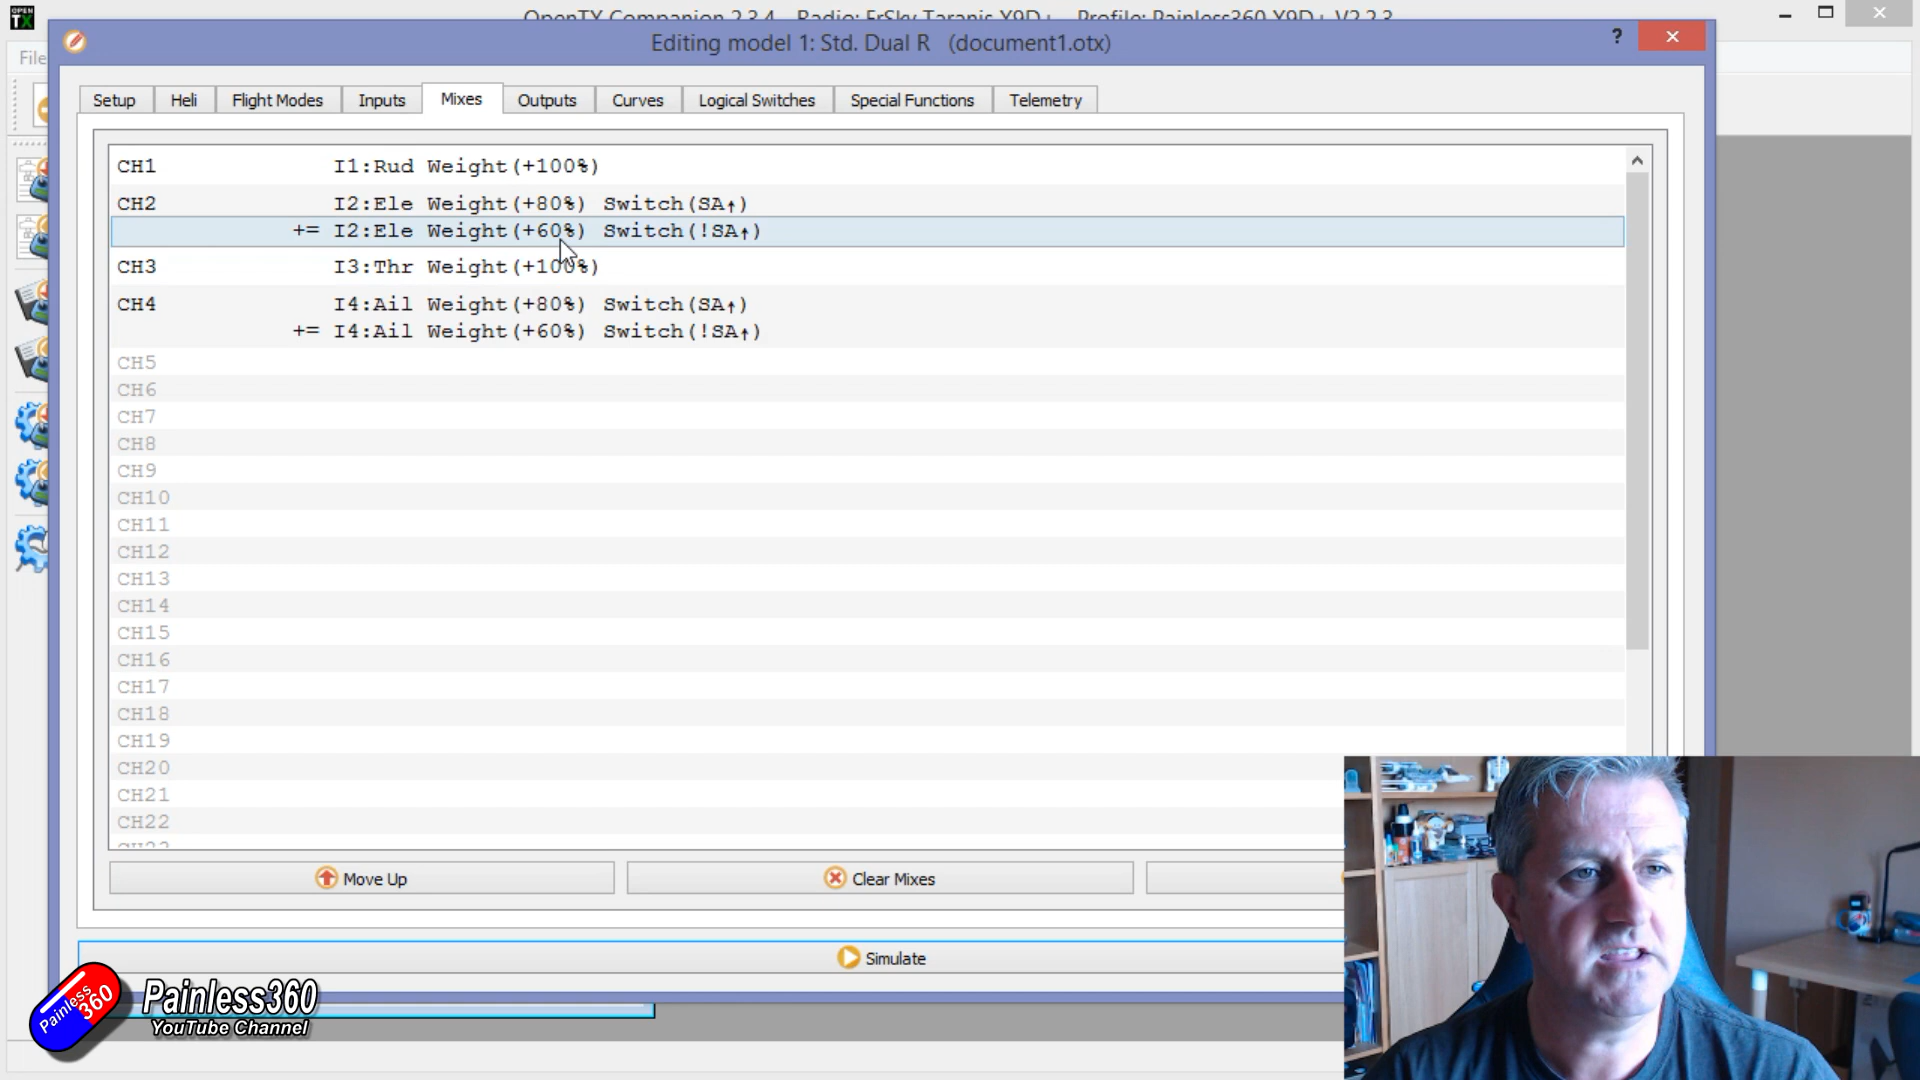 OpenTX Companion 2.3.4 - Radio: FrSky Taranis X9D+ - Profile: Painless360 X9D+ V2.2.3
OPEN TX
Editing model 1: Std. Dual R (document1.otx)
?
File
Setup Heli Flight Modes Inputs Mixes Outputs Curves Logical Switches Special Functions Telemetry
CH1 I1:Rud Weight(+100%)
CH2 I2:Ele Weight(+80%) Switch(SA↑)
+= I2:Ele Weight(+60%) Switch(!SA↑)
CH3 I3:Thr Weight(+100%)
CH4 I4:Ail Weight(+80%) Switch(SA↑)
+= I4:Ail Weight(+60%) Switch(!SA↑)
CH5
CH6
CH7
CH8
CH9
CH10
CH11
CH12
CH13
CH14
CH15
CH16
CH17
CH18
CH19
CH20
CH21
CH22
Move Up Clear Mixes
Simulate
Painless 360
Painless360
YouTube Channel